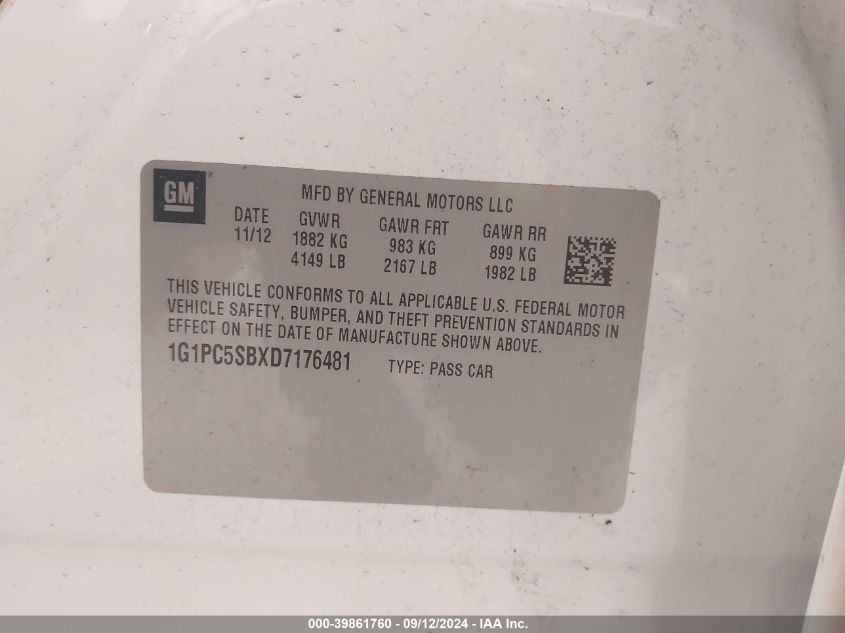 GM
MFD BY GENERAL MOTORS LLC
DATE GVWR GAWR FRT GAWR RR
11/12 1882 KG 983 KG 899 KG
4149 LB 2167 LB 1982 LB
THIS VEHICLE CONFORMS TO ALL APPLICABLE U.S. FEDERAL MOTOR
VEHICLE SAFETY, BUMPER, AND THEFT PREVENTION STANDARDS IN
EFFECT ON THE DATE OF MANUFACTURE SHOWN ABOVE.
1G1PC5SBXD7176481 TYPE: PASS CAR
000-39861760 - 09/12/2024 - IAA Inc.